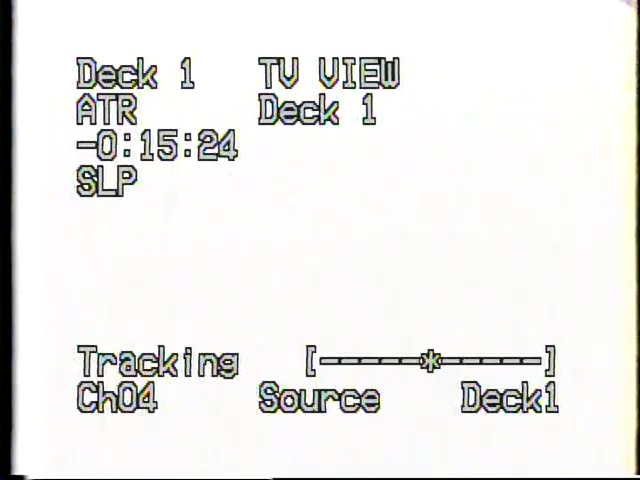 Deck 1 TV VIEW
ATR Deck 1
-0:15:24
SLP
Tracking [------*------]
Ch04 Source Deck1